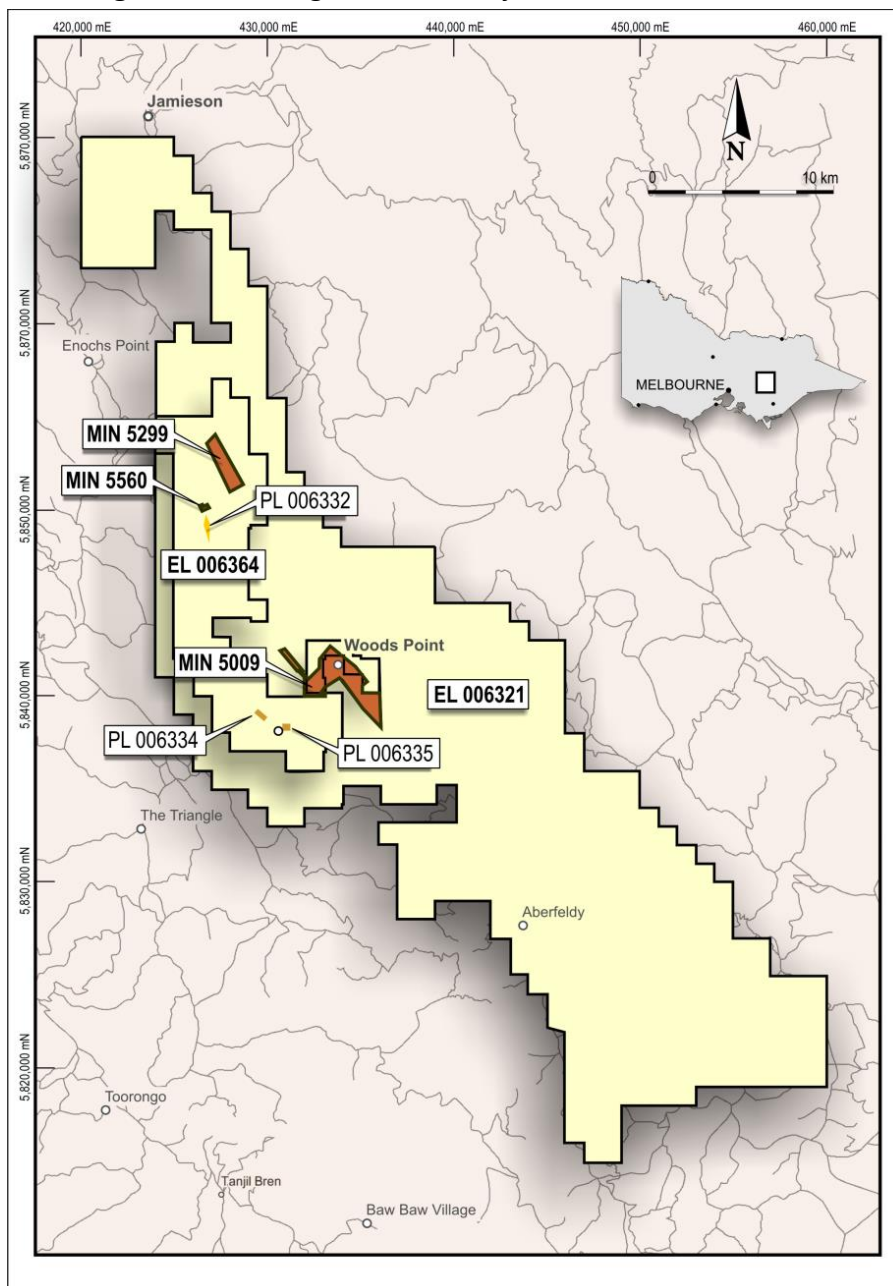 420,000 mE
430,000 mE
440,000 mE
450,000 mE
460,000 mE
Jamieson
5,870,000 mN
N
0
10 km
5,870,000 mN
Enochs Point
MELBOURNE
MIN 5299
MIN 5560
PL 006332
5,850,000 mN
EL 006364
Woods Point
MIN 5009
EL 006321
5,840,000 mN
PL 006334
PL 006335
The Triangle
5,830,000 mN
Aberfeldy
5,820,000 mN
Toorongo
Tanjil Bren
Baw Baw Village